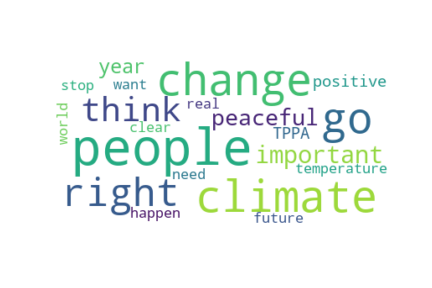 year
change
stop
want
positive
think
real
world
peaceful
go
clear
TPPA
people
important
temperature
right
need
climate
happen
future